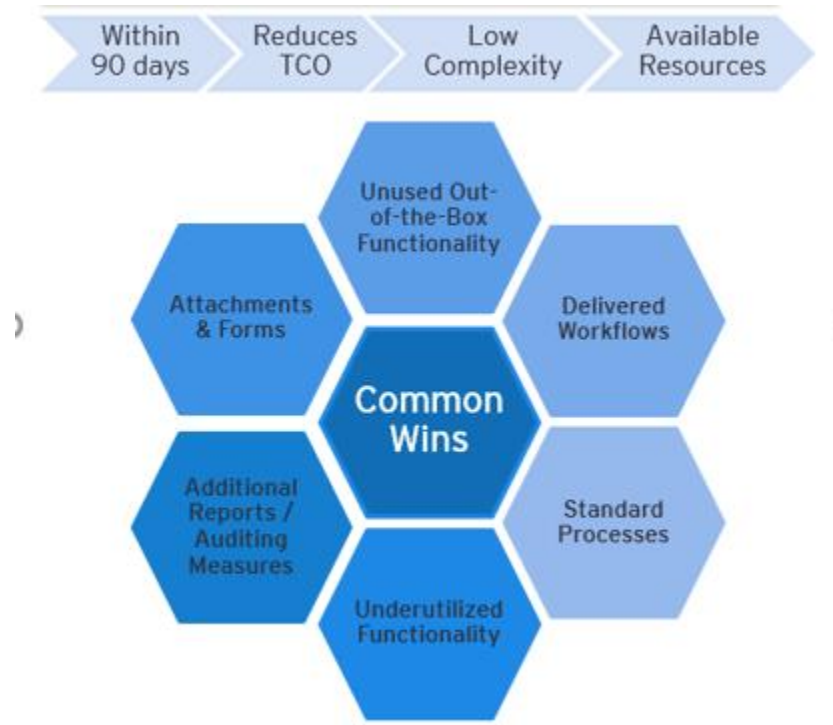 Within
90 days
Reduces
TCO
Low
Complexity
Available
Resources
Unused Out-
of-the-Box
Functionality
Attachments
& Forms
Delivered
Workflows
Common
Wins
Additional
Reports /
Auditing
Measures
Standard
Processes
Underutilized
Functionality